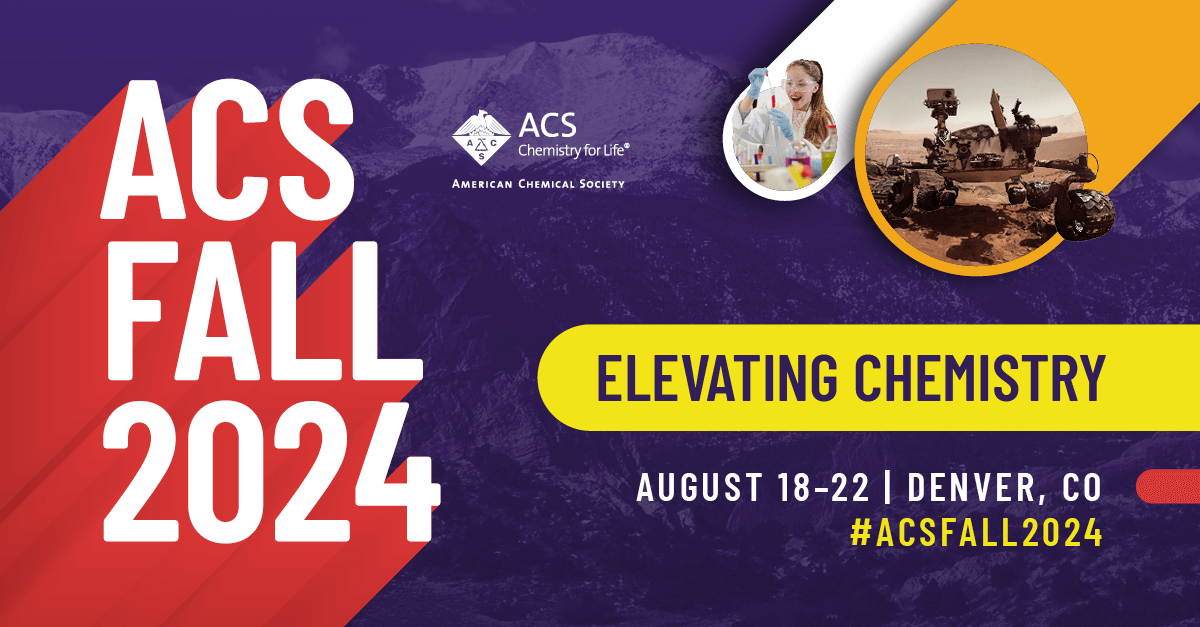 ACS
FALL
2024
A C S
ACS
Chemistry for Life®
AMERICAN CHEMICAL SOCIETY
ELEVATING CHEMISTRY
AUGUST 18–22 | DENVER, CO
#ACSFALL2024